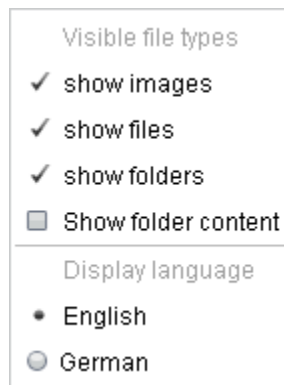 Visible file types
show images
show files
show folders
Show folder content
Display language
English
German